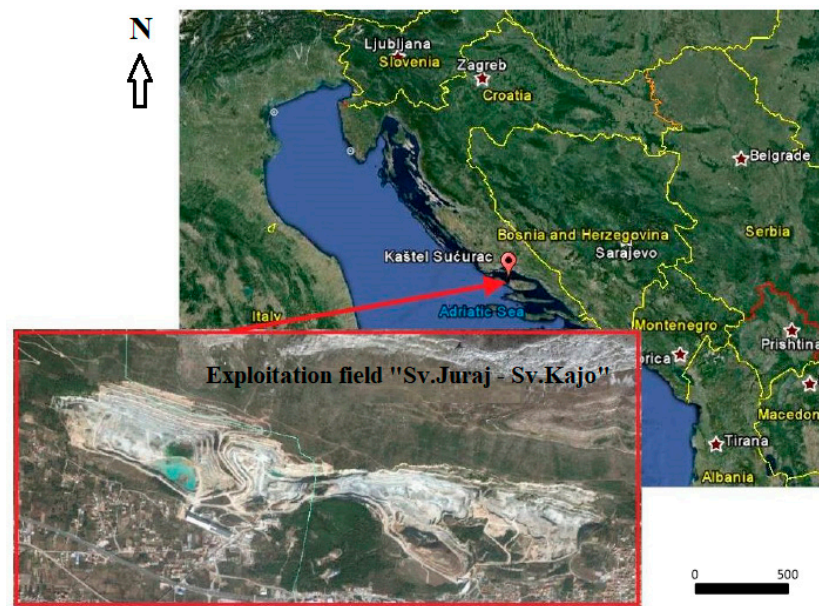 N
Ljubljana
Slovenia
Zagreb
Croatia
Belgrade
Bosnia and Herzegovina
Serbia
Kaštel Sućurac
Sarajevo
Italy
Adriatic Sea
Montenegro
Prishtina
orica
Exploitation field "Sv.Juraj - Sv.Kajo"
Macedon
Tirana
Albania
0 500